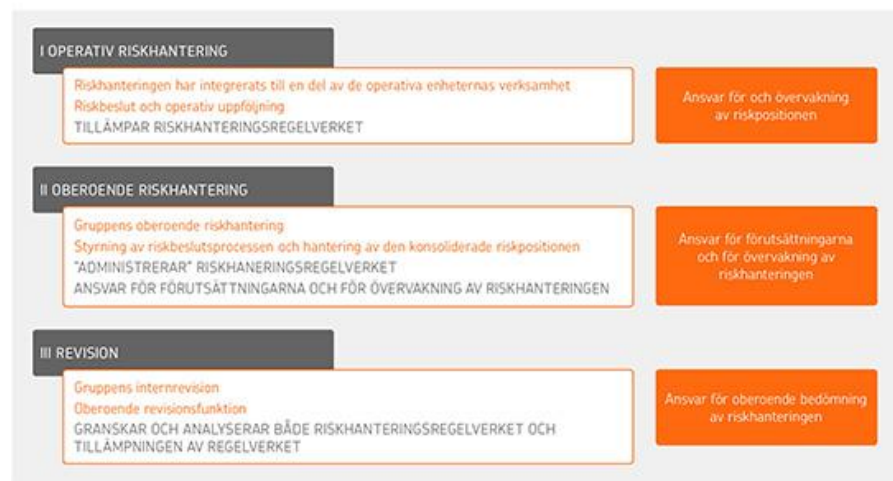 I OPERATIV RISKHANTERING
Riskhanteringen har integrerats till en del av de operativa enheternas verksamhet
Riskbeslut och operativ uppföljning
TILLÄMPAR RISKHANTERINGSREGELVERKET
Ansvar för och övervakning
av riskpositionen
II OBEROENDE RISKHANTERING
Gruppens oberoende riskhantering
Styrning av riskbeslutsprocessen och hantering av den konsoliderade riskpositionen
"ADMINISTRERAR" RISKHANERINGSREGELVERKET
ANSVAR FÖR FÖRUTSÄTTNINGARNA OCH FÖR ÖVERVAKNING AV RISKHANTERINGEN
Ansvar för förutsättningarna
och för övervakning av
riskhanteringen
III REVISION
Gruppens internrevision
Oberoende revisionsfunktion
GRANSKAR OCH ANALYSERAR BÅDE RISKHANTERINGSREGELVERKET OCH
TILLÄMPNINGEN AV REGELVERKET
Ansvar för oberoende bedömning
av riskhanteringen